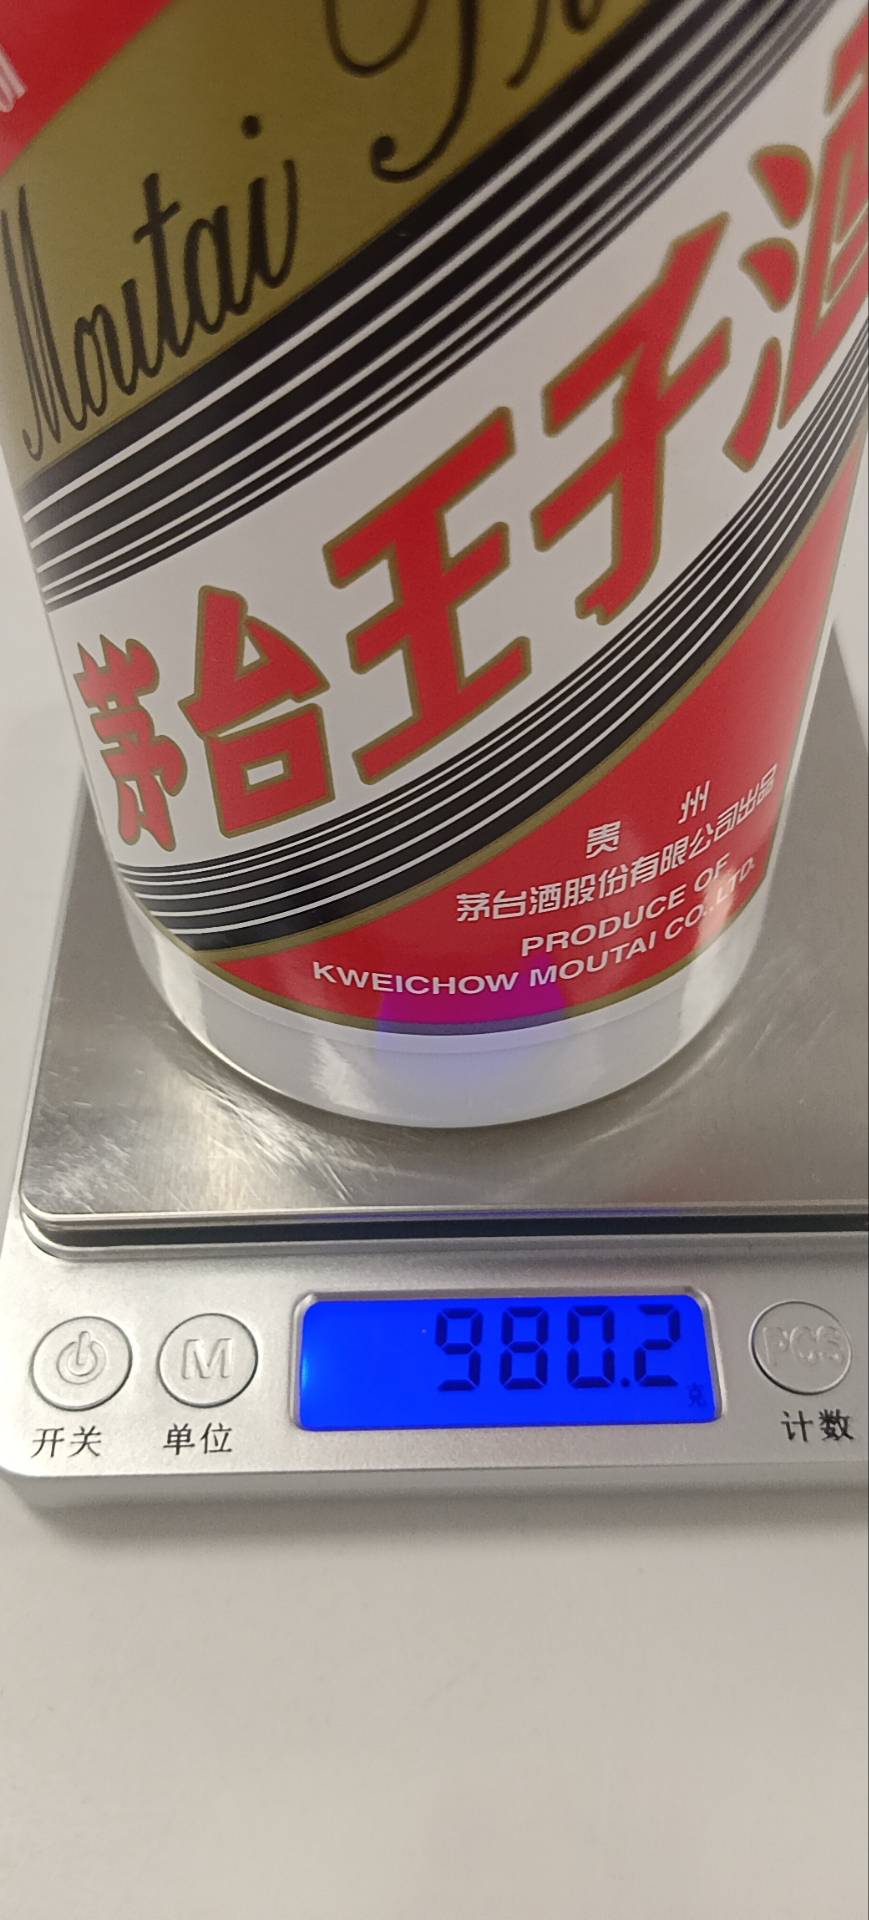 Moutai Pr
茅台王子酒
贵 州
茅台酒股份有限公司出品
PRODUCE OF
KWEICHOW MOUTAI CO.,LTD.
980.2
克
M
PCS
开关
单位
计数